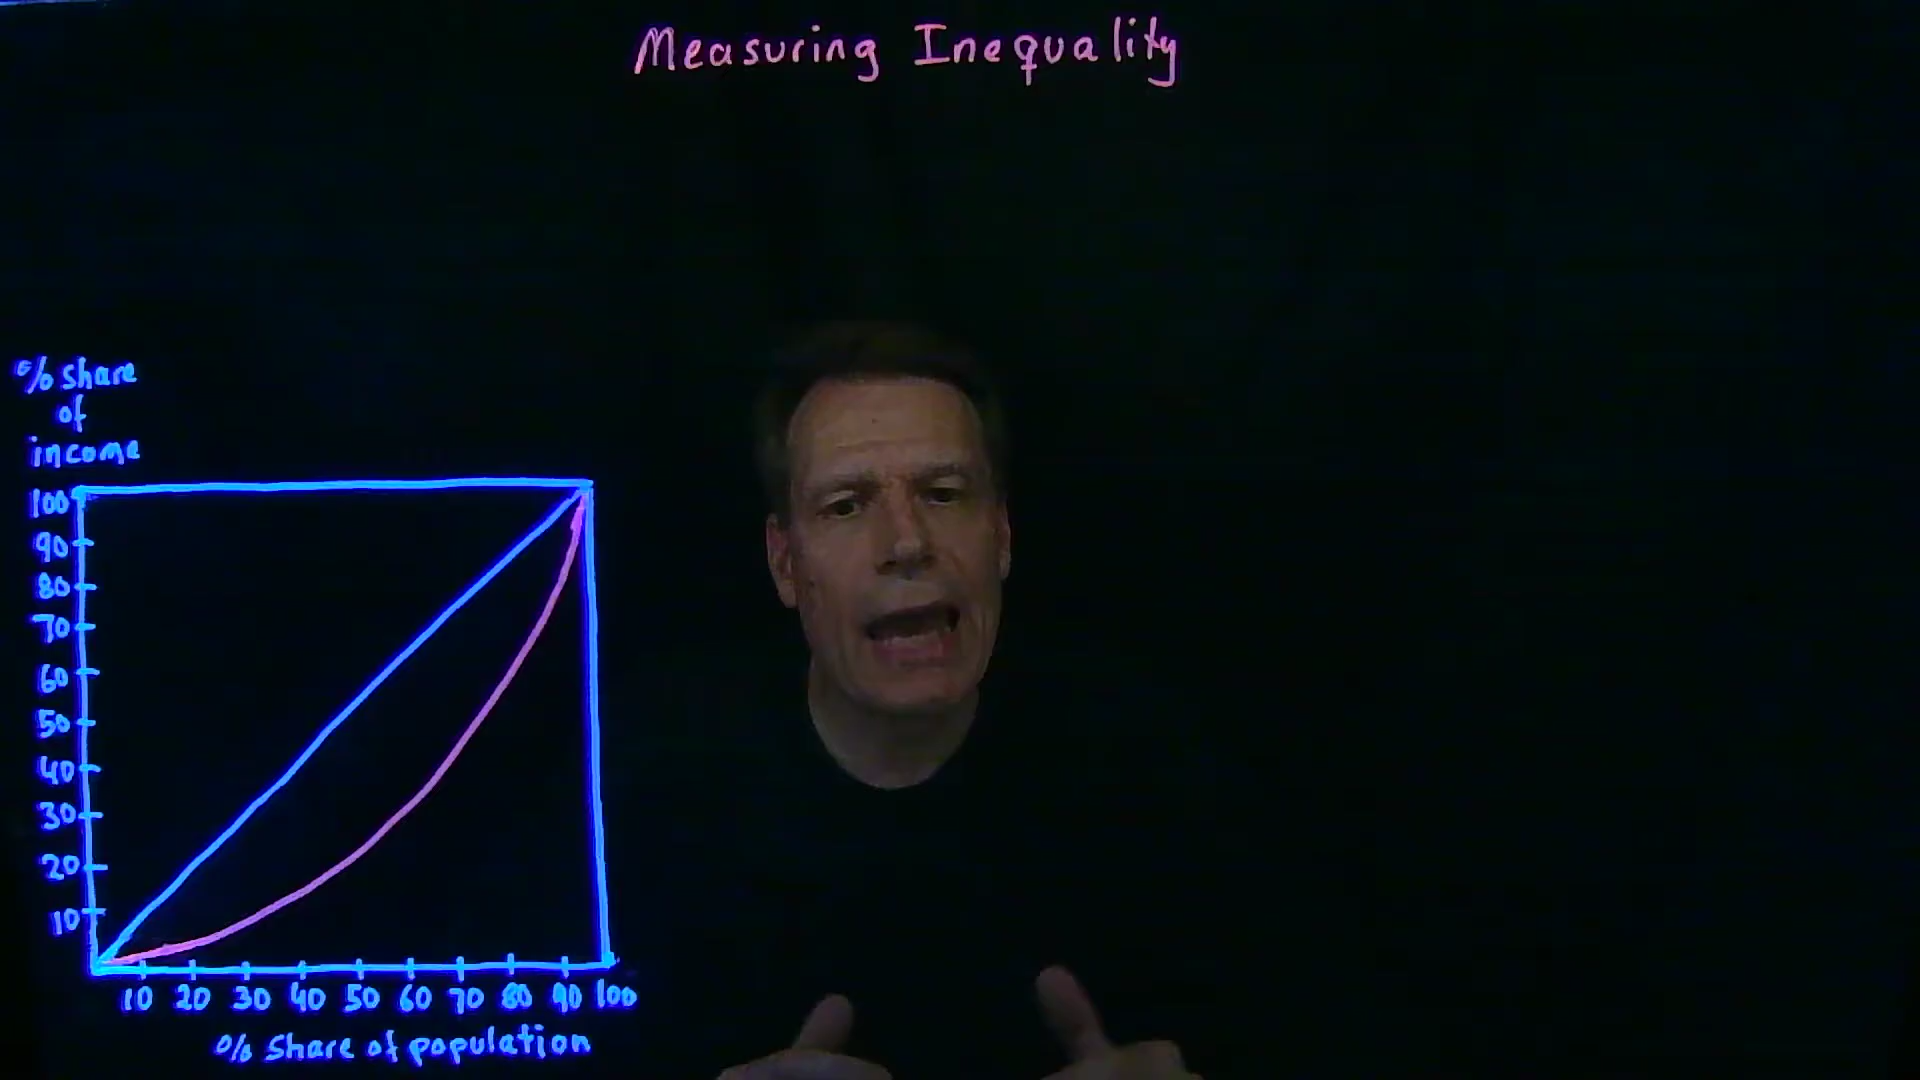 Measuring Inequality
% share
of
income
100
90
80
70
60
50
40
30
20
10
10 20 30 40 50 60 70 80 90 100
% share of population